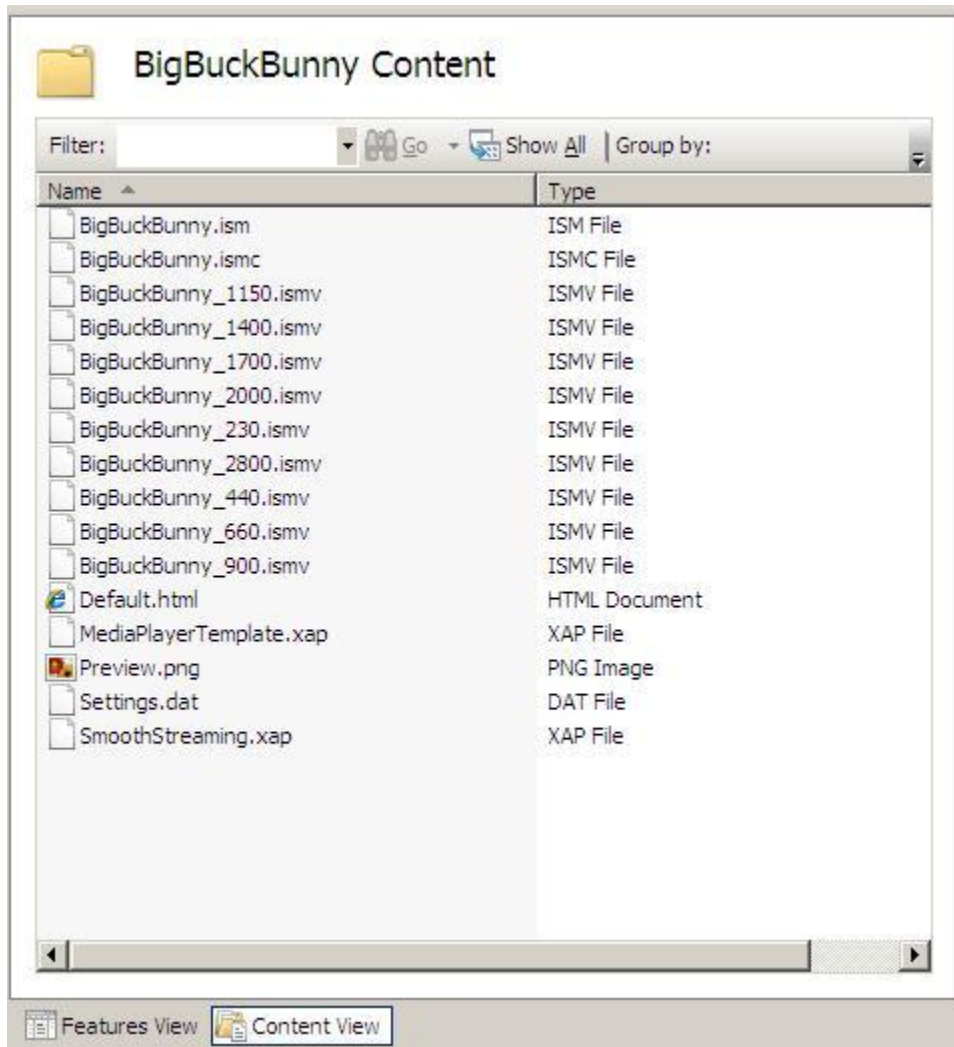 BigBuckBunny Content
Filter: Go Show All Group by:
Name Type
BigBuckBunny.ism ISM File
BigBuckBunny.ismc ISMC File
BigBuckBunny_1150.ismv ISMV File
BigBuckBunny_1400.ismv ISMV File
BigBuckBunny_1700.ismv ISMV File
BigBuckBunny_2000.ismv ISMV File
BigBuckBunny_230.ismv ISMV File
BigBuckBunny_2800.ismv ISMV File
BigBuckBunny_440.ismv ISMV File
BigBuckBunny_660.ismv ISMV File
BigBuckBunny_900.ismv ISMV File
Default.html HTML Document
MediaPlayerTemplate.xap XAP File
Preview.png PNG Image
Settings.dat DAT File
SmoothStreaming.xap XAP File
Features View Content View